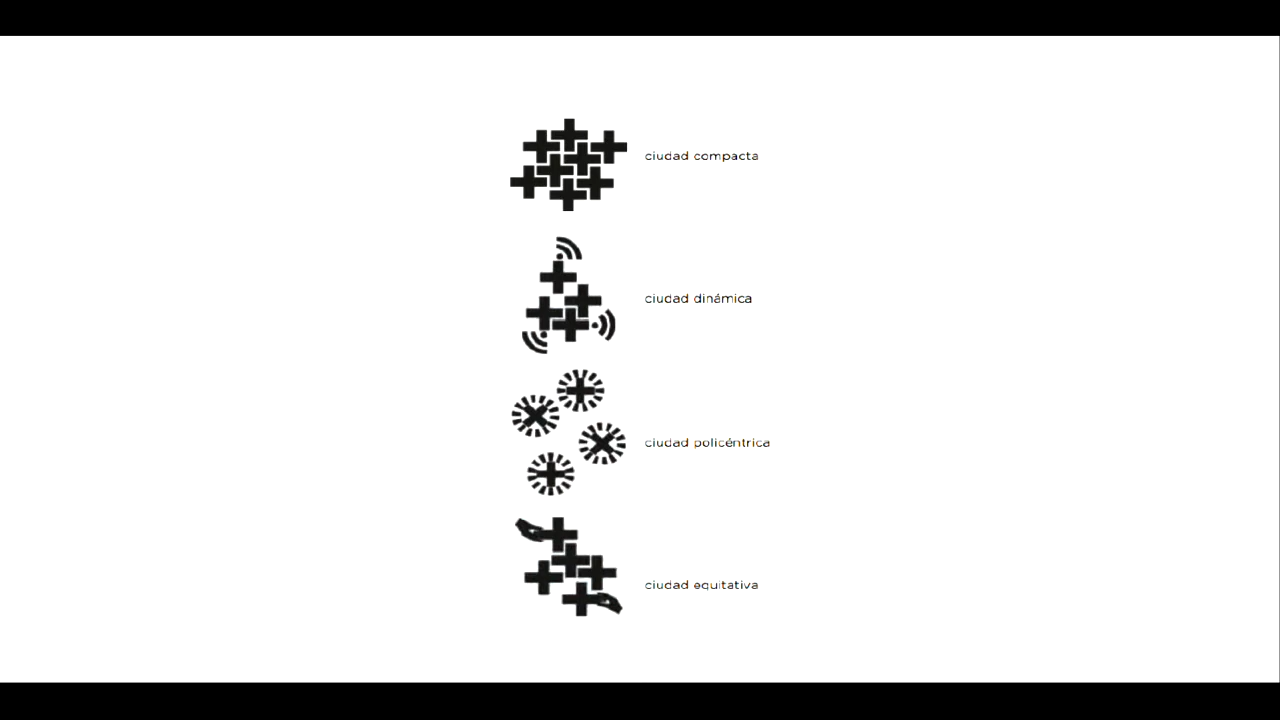 ciudad compacta
ciudad dinámica
ciudad policéntrica
ciudad equitativa